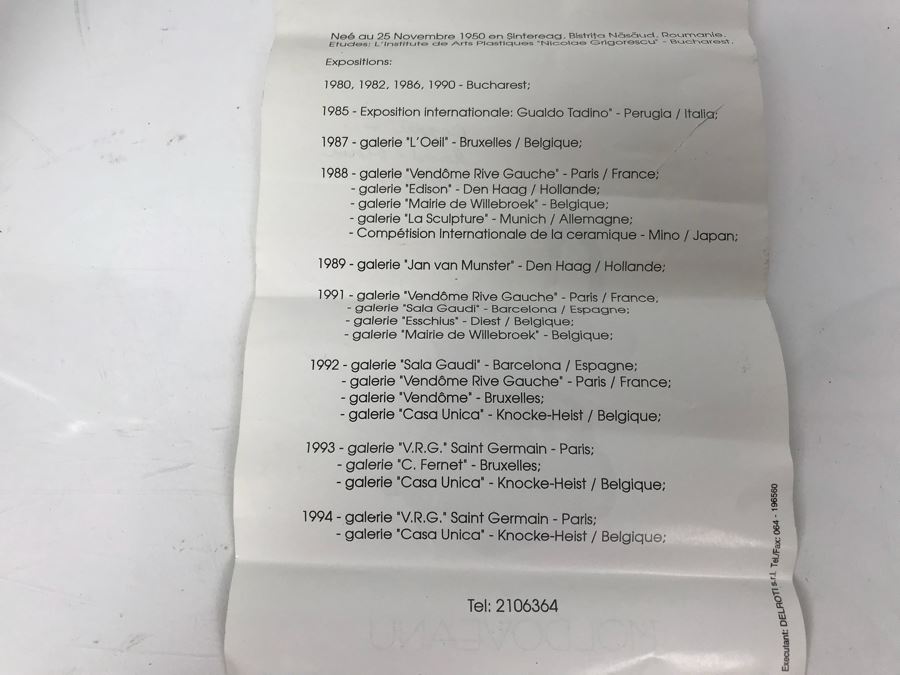 Neé au 25 Novembre 1950 en Sintereag, Bistrița Năsăud, Roumanie.
Etudes: L'Institute de Arts Plastiques "Nicolae Grigorescu" - Bucharest.
Expositions:
1980, 1982, 1986, 1990 - Bucharest;
1985 - Exposition internationale: Gualdo Tadino" - Perugia / Italia;
1987 - galerie "L'Oeil" - Bruxelles / Belgique;
1988 - galerie "Vendôme Rive Gauche" - Paris / France;
- galerie "Edison" - Den Haag / Hollande;
- galerie "Mairie de Willebroek" - Belgique;
- galerie "La Sculpture" - Munich / Allemagne;
- Compétision Internationale de la ceramique - Mino / Japan;
1989 - galerie "Jan van Munster" - Den Haag / Hollande;
1991 - galerie "Vendôme Rive Gauche" - Paris / France,
- galerie "Sala Gaudi" - Barcelona / Espagne;
- galerie "Esschius" - Diest / Belgique;
- galerie "Mairie de Willebroek" - Belgique;
1992 - galerie "Sala Gaudi" - Barcelona / Espagne;
- galerie "Vendôme Rive Gauche" - Paris / France;
- galerie "Vendôme" - Bruxelles;
- galerie "Casa Unica" - Knocke-Heist / Belgique;
1993 - galerie "V.R.G." Saint Germain - Paris;
- galerie "C. Fernet" - Bruxelles;
- galerie "Casa Unica" - Knocke-Heist / Belgique;
1994 - galerie "V.R.G." Saint Germain - Paris;
- galerie "Casa Unica" - Knocke-Heist / Belgique;
Tel: 2106364
MOLDOVEANU
Executant: DELROTI s.r.l. Tel./Fax: 064 - 196560